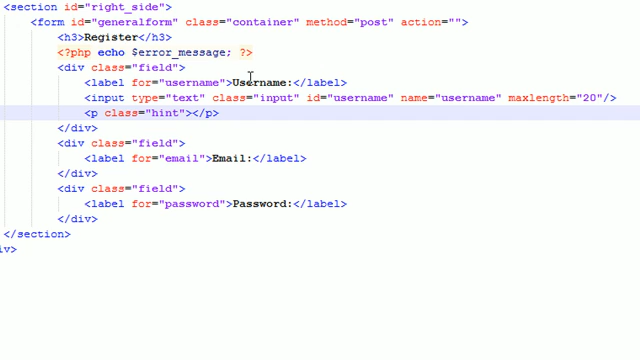 <section id="right_side">
<form id="generalform" class="container" method="post" action="">
<h3>Register</h3>
<?php echo $error_message; ?>
<div class="field">
<label for="username">Username:</label>
<input type="text" class="input" id="username" name="username" maxlength="20"/>
<p class="hint"></p>
</div>
<div class="field">
<label for="email">Email:</label>
</div>
<div class="field">
<label for="password">Password:</label>
</div>
</section>
iv>